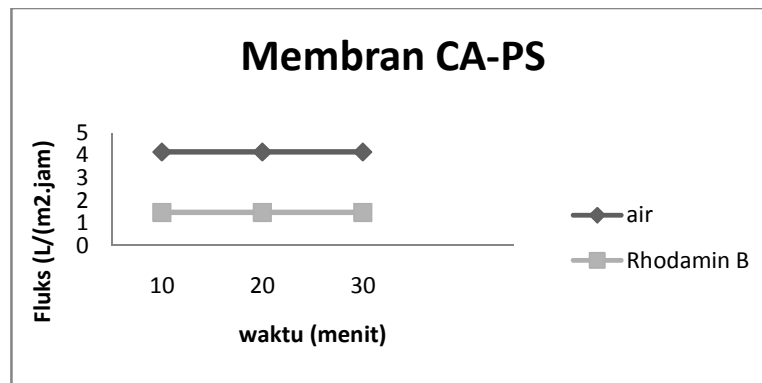 Membran CA-PS
Fluks (L/(m2.jam)
5
4
3
2
1
0
10 20 30
waktu (menit)
air
Rhodamin B